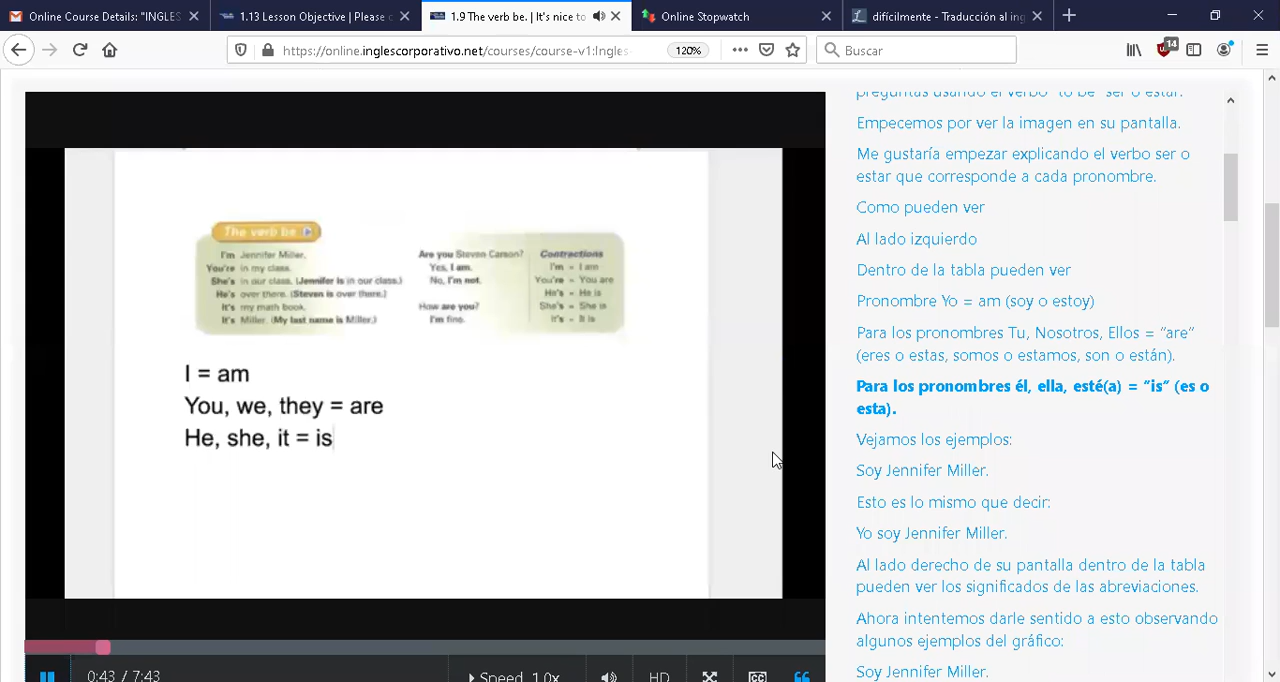 Online Course Details: "INGLES
1.13 Lesson Objective | Please c
1.9 The verb be. | It's nice to
Online Stopwatch
difícilmente - Traducción al ing
https://online.inglescorporativo.net/courses/course-v1:Ingles
120%
Buscar
14
The verb be
I'm Jennifer Miller.
You're in my class.
She's in our class. (Jennifer is in our class.)
He's over there. (Steven is over there.)
It's my math book.
It's Miller. (My last name is Miller.)
Are you Steven Carson?
Yes, I am.
No, I'm not.
How are you?
I'm fine.
Contractions
I'm = I am
You're = You are
He's = He is
She's = She is
It's = It is
I = am
You, we, they = are
He, she, it = is
0:43 / 7:43
Speed 1.0x
HD
CC
preguntas usando el verbo "to be" ser o estar.
Empecemos por ver la imagen en su pantalla.
Me gustaría empezar explicando el verbo ser o
estar que corresponde a cada pronombre.
Como pueden ver
Al lado izquierdo
Dentro de la tabla pueden ver
Pronombre Yo = am (soy o estoy)
Para los pronombres Tu, Nosotros, Ellos = "are"
(eres o estas, somos o estamos, son o están).
Para los pronombres él, ella, esté(a) = "is" (es o
esta).
Vejamos los ejemplos:
Soy Jennifer Miller.
Esto es lo mismo que decir:
Yo soy Jennifer Miller.
Al lado derecho de su pantalla dentro de la tabla
pueden ver los significados de las abreviaciones.
Ahora intentemos darle sentido a esto observando
algunos ejemplos del gráfico:
Soy Jennifer Miller.